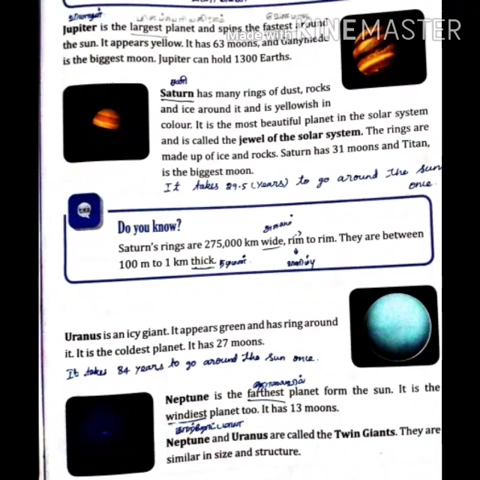 Made with KINEMASTER
Jupiter is the largest planet and spins the fastest around
the sun. It appears yellow. It has 63 moons, and Ganymede
is the biggest moon. Jupiter can hold 1300 Earths.
சனி
Saturn has many rings of dust, rocks
and ice around it and is yellowish in
colour. It is the most beautiful planet in the solar system
and is called the jewel of the solar system. The rings are
made up of ice and rocks. Saturn has 31 moons and Titan,
is the biggest moon.
It takes 29.5 (years) to go around the sun
once.
Do you know?
அகலம்
Saturn's rings are 275,000 km wide, rim to rim. They are between
100 m to 1 km thick.
விளிம்பு
Uranus is an icy giant. It appears green and has ring around
it. It is the coldest planet. It has 27 moons.
It takes 84 years to go around the sun once.
Neptune is the farthest planet form the sun. It is the
windiest planet too. It has 13 moons.
Neptune and Uranus are called the Twin Giants. They are
similar in size and structure.